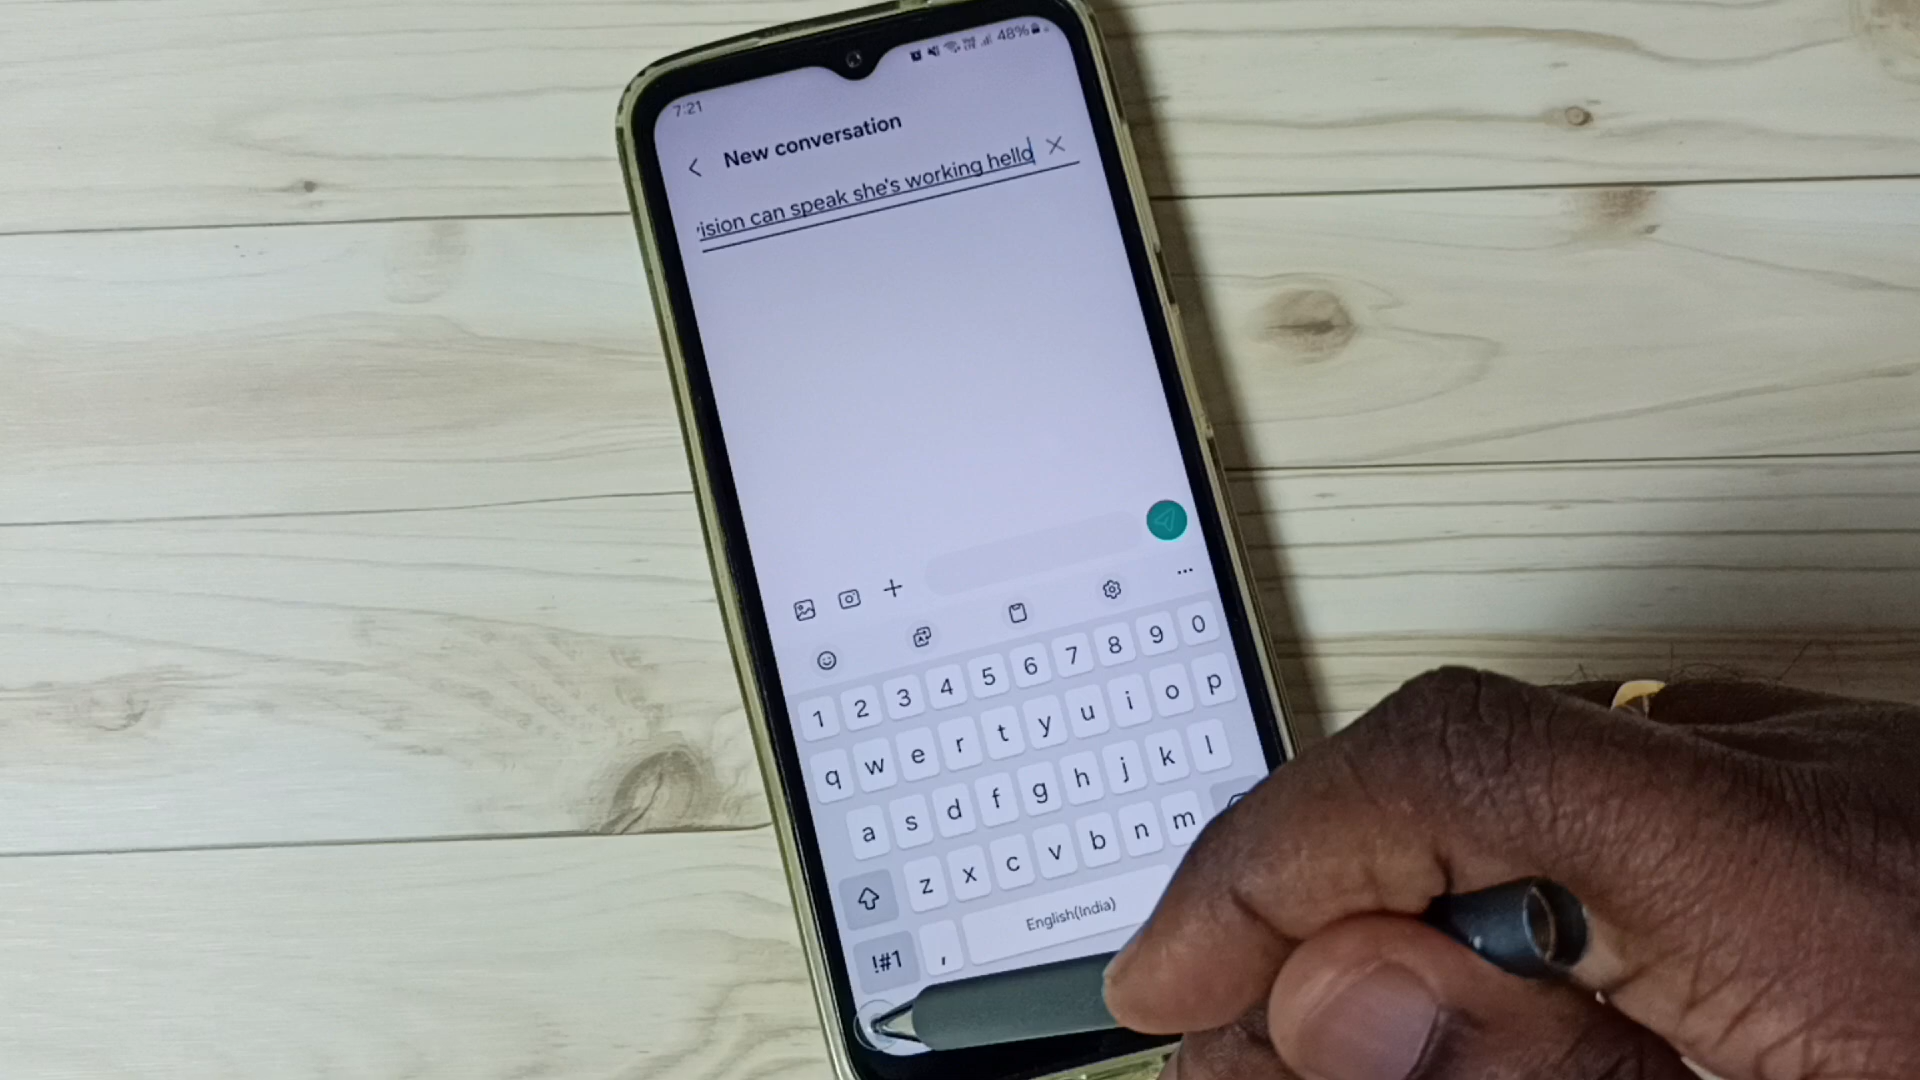 7:21
48%
New conversation
ision can speak she's working hello
1 2 3 4 5 6 7 8 9 0
q w e r t y u i o p
a s d f g h j k l
z x c v b n m
!#1 , English(India)